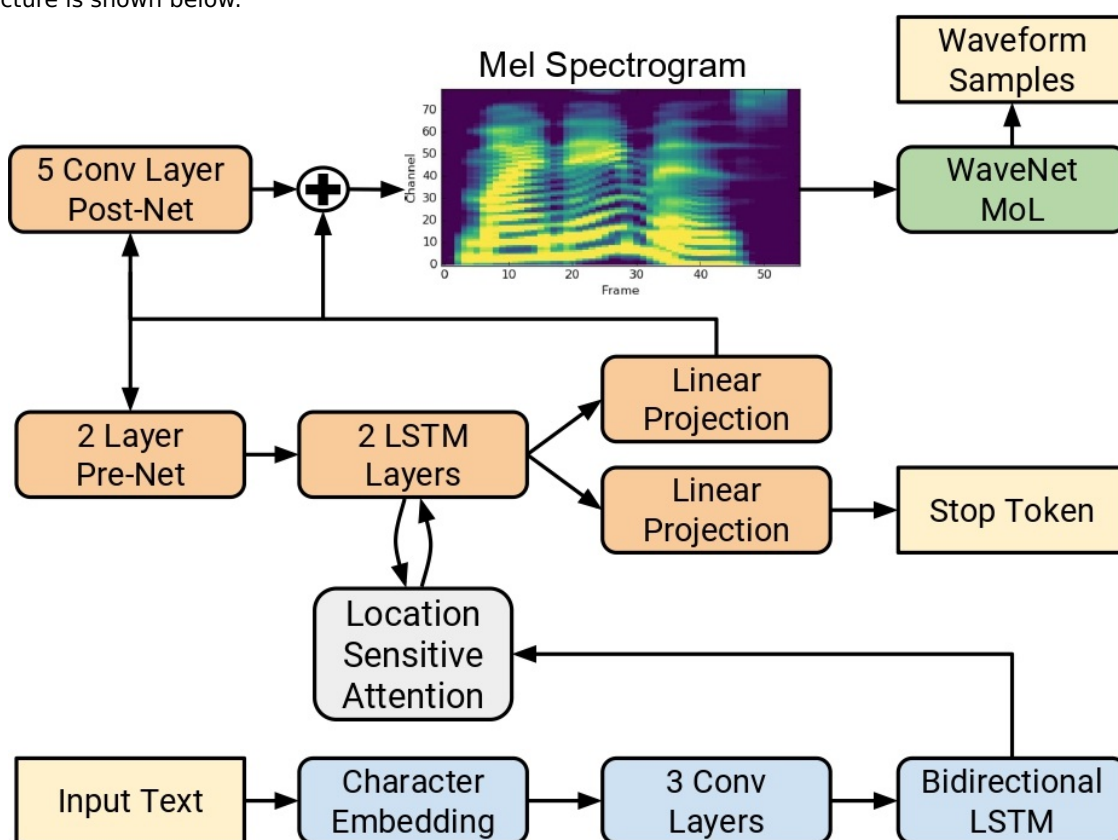 cture is shown below.
Waveform
Samples
Mel Spectrogram
5 Conv Layer
Post-Net
WaveNet
MoL
Channel
70
60
50
40
30
20
10
0
0 10 20 30 40 50
Frame
Linear
Projection
2 Layer
Pre-Net
2 LSTM
Layers
Linear
Projection
Stop Token
Location
Sensitive
Attention
Input Text
Character
Embedding
3 Conv
Layers
Bidirectional
LSTM